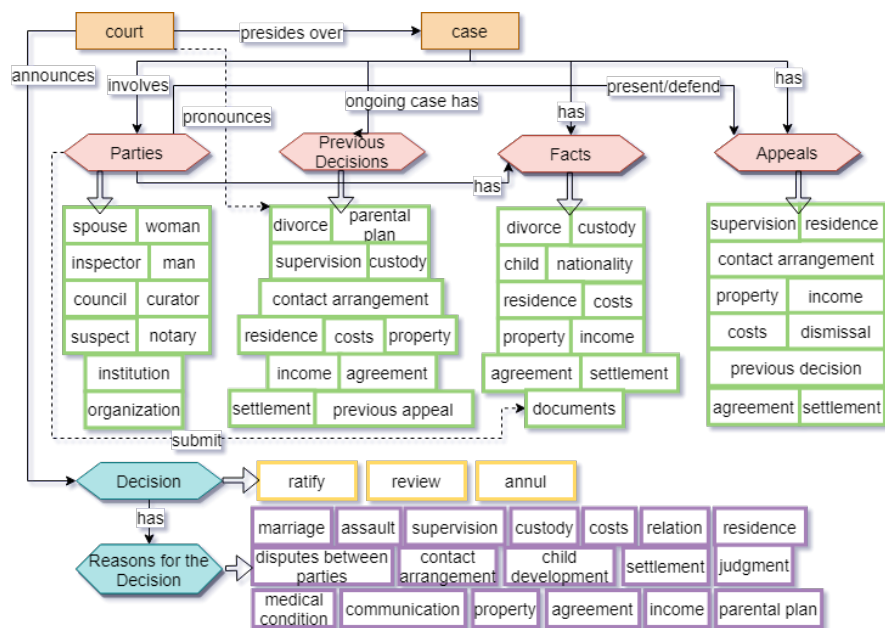 court
presides over
case
announces
involves
present/defend
has
pronounces
ongoing case has
has
Parties
Previous
Decisions
Facts
Appeals
has
spouse
woman
inspector
man
council
curator
suspect
notary
institution
organization
divorce
parental
plan
supervision
custody
contact arrangement
residence
costs
property
income
agreement
settlement
previous appeal
divorce
custody
child
nationality
residence
costs
property
income
agreement
settlement
documents
supervision
residence
contact arrangement
property
income
costs
dismissal
previous decision
agreement
settlement
submit
Decision
ratify
review
annul
has
Reasons for the
Decision
marriage
assault
supervision
custody
costs
relation
residence
disputes between
parties
contact
arrangement
child
development
settlement
judgment
medical
condition
communication
property
agreement
income
parental plan